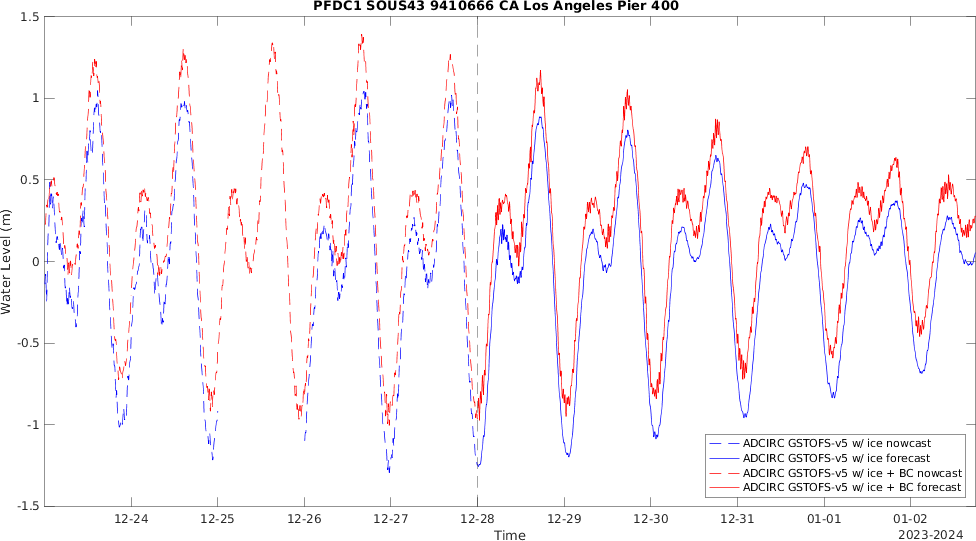 PFDC1 SOUS43 9410666 CA Los Angeles Pier 400
1.5
1
0.5
0
-0.5
-1
-1.5
Water Level (m)
12-24
12-25
12-26
12-27
12-28
12-29
12-30
12-31
01-01
01-02
Time
2023-2024
ADCIRC GSTOFS-v5 w/ ice nowcast
ADCIRC GSTOFS-v5 w/ ice forecast
ADCIRC GSTOFS-v5 w/ ice + BC nowcast
ADCIRC GSTOFS-v5 w/ ice + BC forecast